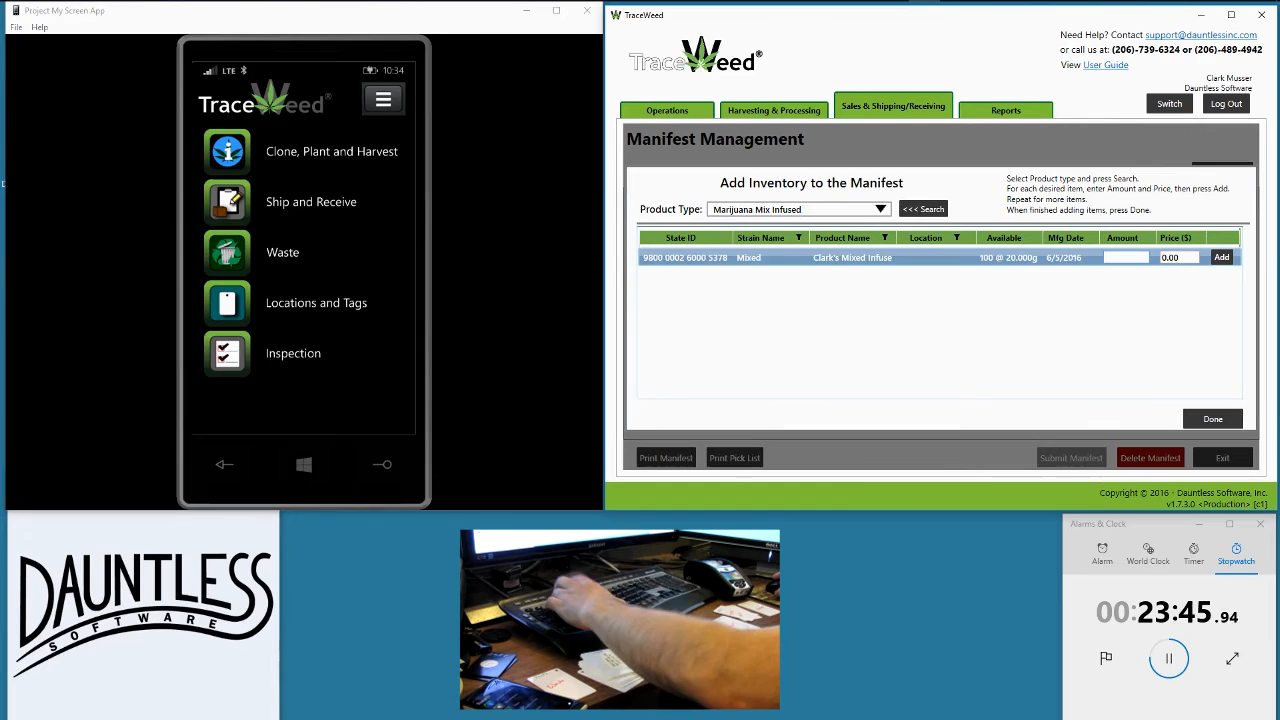 Project My Screen App
File Help
LTE 10:34
TraceWeed®
Clone, Plant and Harvest
Ship and Receive
Waste
Locations and Tags
Inspection
TraceWeed
TraceWeed®
Need Help? Contact support@dauntlessinc.com
or call us at: (206)-739-6324 or (206)-489-4942
View User Guide
Clark Musser
Dauntless Software
Switch Log Out
Operations Harvesting & Processing Sales & Shipping/Receiving Reports
Manifest Management
Add Inventory to the Manifest
Select Product type and press Search.
For each desired item, enter Amount and Price, then press Add.
Repeat for more items.
When finished adding items, press Done.
Product Type: Marijuana Mix Infused <<< Search
State ID Strain Name Product Name Location Available Mfg Date Amount Price ($)
9800 0002 6000 5378 Mixed Clark's Mixed Infuse 100 @ 20.000g 6/5/2016 0.00 Add
Done
Print Manifest Print Pick List Submit Manifest Delete Manifest Exit
Copyright © 2016 - Dauntless Software, Inc.
v1.7.3.0 <Production> [c1]
DAUNTLESS
SOFTWARE
Alarms & Clock
Alarm World Clock Timer Stopwatch
00:23:45.94